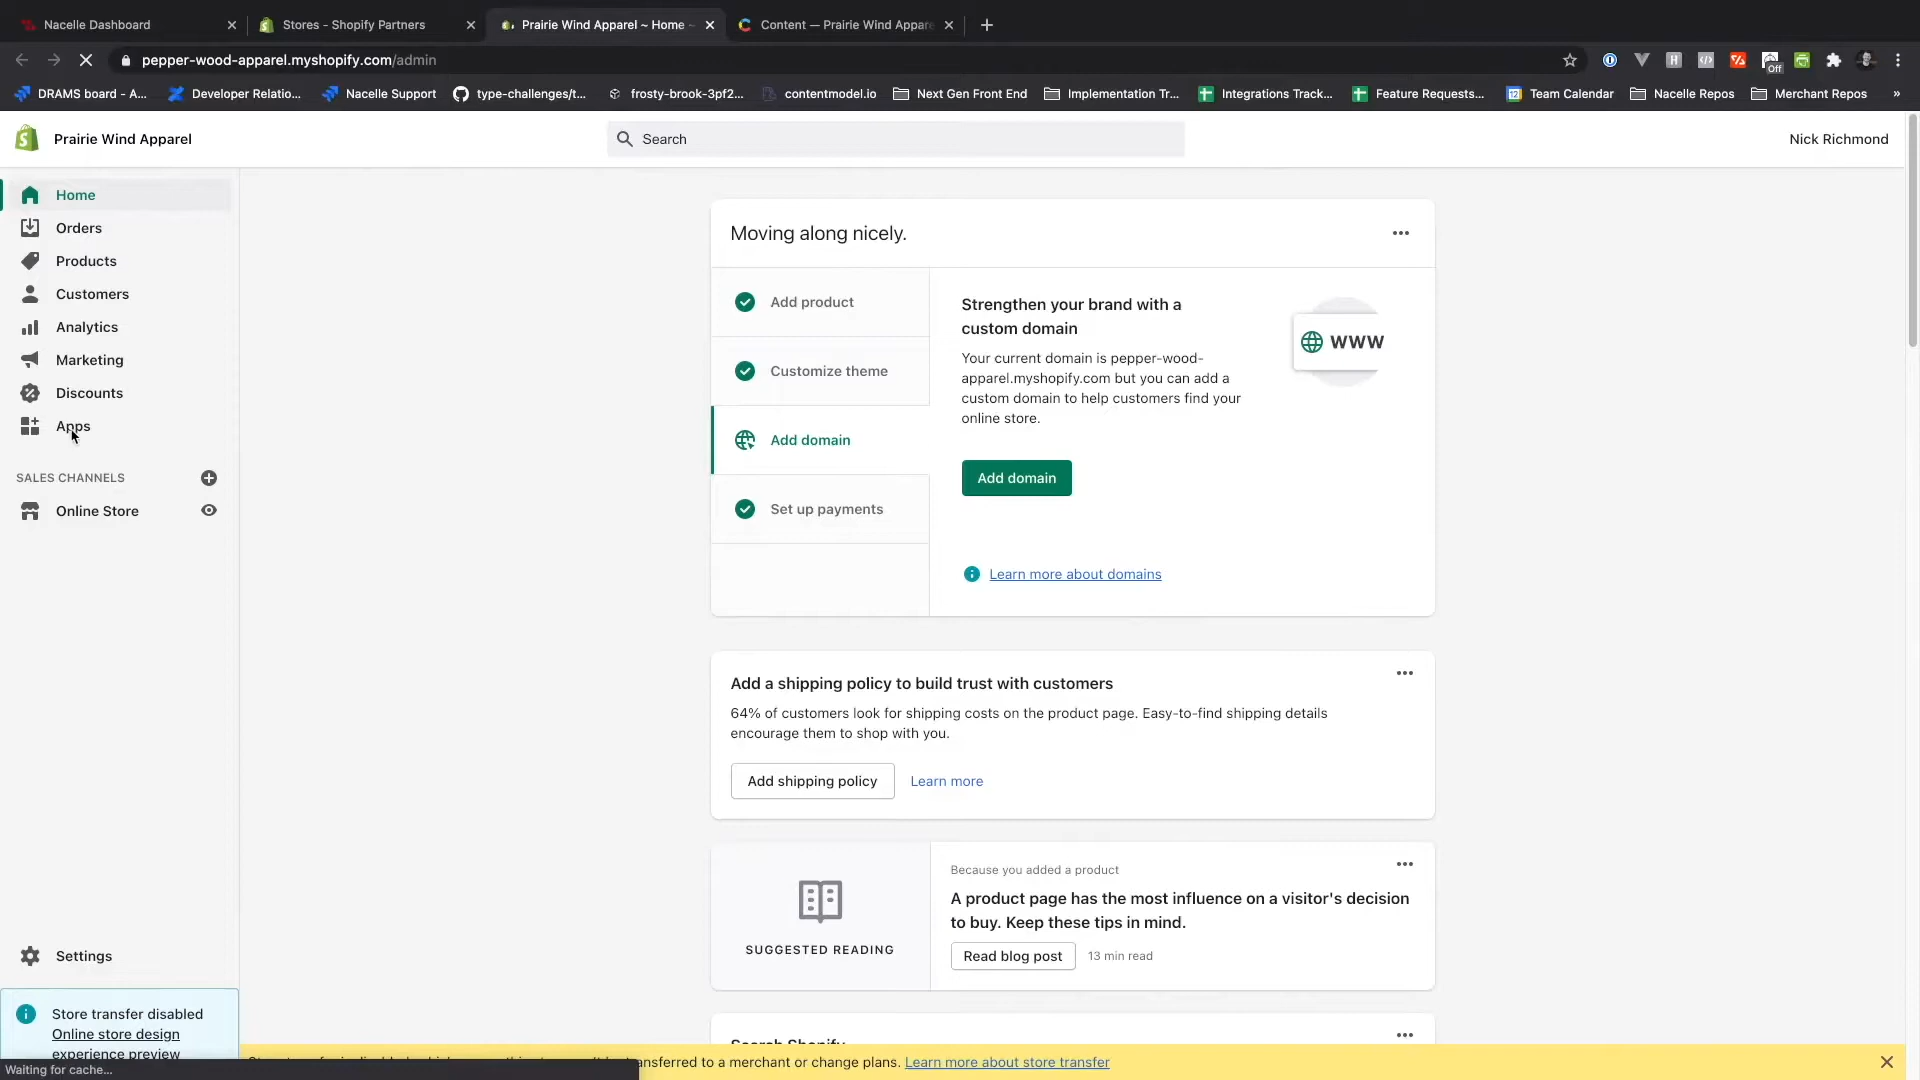 Nacelle Dashboard
Stores - Shopify Partners
Prairie Wind Apparel ~ Home ~
Content — Prairie Wind Appare
pepper-wood-apparel.myshopify.com/admin
Off
DRAMS board - A...
Developer Relatio...
Nacelle Support
type-challenges/t...
frosty-brook-3pf2...
contentmodel.io
Next Gen Front End
Implementation Tr...
Integrations Track...
Feature Requests...
Team Calendar
Nacelle Repos
Merchant Repos
»
Prairie Wind Apparel
Search
Nick Richmond
Home
Orders
Products
Customers
Analytics
Marketing
Discounts
Apps
SALES CHANNELS
Online Store
Settings
Store transfer disabled
Online store design
experience preview
Waiting for cache...
Moving along nicely.
Add product
Customize theme
Add domain
Set up payments
Strengthen your brand with a
custom domain
Your current domain is pepper-wood-
apparel.myshopify.com but you can add a
custom domain to help customers find your
online store.
WWW
Add domain
Learn more about domains
Add a shipping policy to build trust with customers
64% of customers look for shipping costs on the product page. Easy-to-find shipping details
encourage them to shop with you.
Add shipping policy
Learn more
SUGGESTED READING
Because you added a product
A product page has the most influence on a visitor's decision
to buy. Keep these tips in mind.
Read blog post
13 min read
Search Shopify
ansferred to a merchant or change plans. Learn more about store transfer